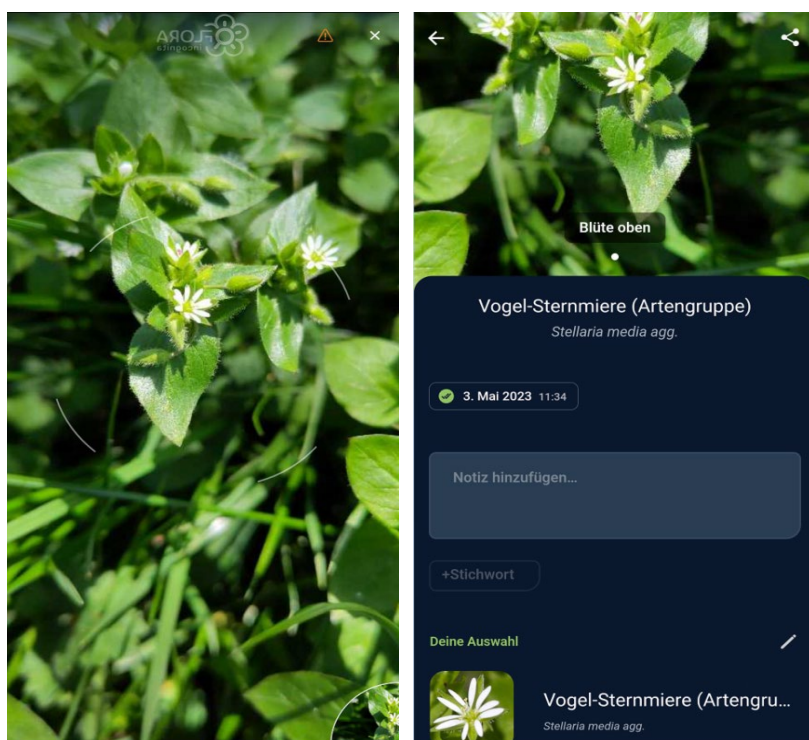 FLORA
incognita
×
Blüte oben
Vogel-Sternmiere (Artengruppe)
Stellaria media agg.
3. Mai 2023 11:34
Notiz hinzufügen...
+Stichwort
Deine Auswahl
Vogel-Sternmiere (Artengru...
Stellaria media agg.